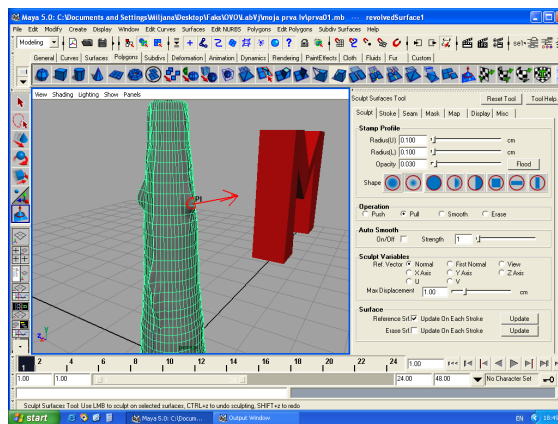 Maya 5.0: C:\Documents and Settings\Miljana\Desktop\Faks\OVO\LabVj\moja prva lv\prva01.mb --- revolvedSurface1
File Edit Modify Create Display Window Edit Curves Surfaces Edit NURBS Polygons Edit Polygons Subdiv Surfaces Help
Modeling sel
General Curves Surfaces Polygons Subdivs Deformation Animation Dynamics Rendering PaintEffects Cloth Fluids Fur Custom
View Shading Lighting Show Panels
Sculpt Surfaces Tool Reset Tool Tool Help
Sculpt Stroke Seam Mask Map Display Misc
Stamp Profile
Radius(U) 0.100 cm
Radius(L) 0.100 cm
Opacity 0.030 Flood
Shape
Operation
Push Pull Smooth Erase
Auto Smooth
On/Off Strength 1
Sculpt Variables
Ref. Vector Normal First Normal View
X Axis Y Axis Z Axis
U V
Max Displacement 1.00 cm
Surface
Reference Srf. Update On Each Stroke Update
Erase Srf. Update On Each Stroke Update
Pl
1 2 4 6 8 10 12 14 16 18 20 22 24 1.00
1.00 1.00 24.00 48.00 No Character Set
Sculpt Surfaces Tool: Use LMB to sculpt on selected surfaces, CTRL+z to undo sculpting, SHIFT+z to redo
start Maya 5.0: C:\Docum... Output Window EN 18:49